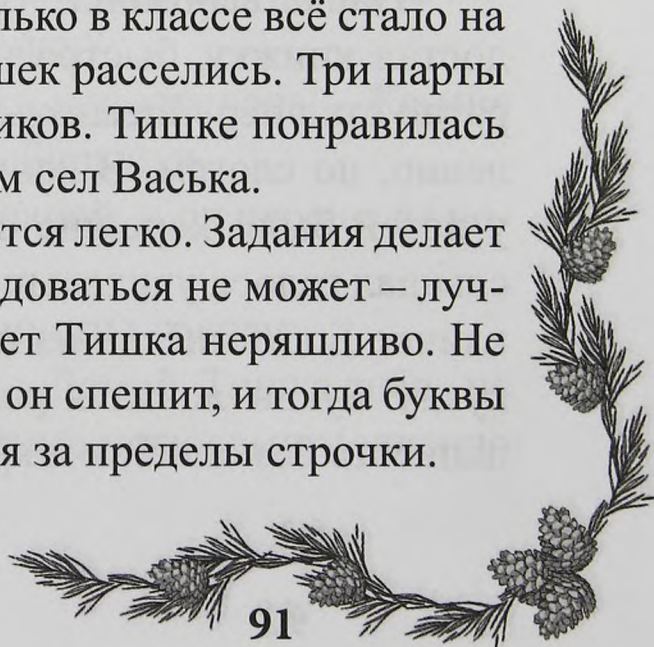 лько в классе всё стало на
шек расселись. Три парты
иков. Тишке понравилась
м сел Васька.
тся легко. Задания делает
доваться не может – луч-
ет Тишка неряшливо. Не
он спешит, и тогда буквы
я за пределы строчки.
91